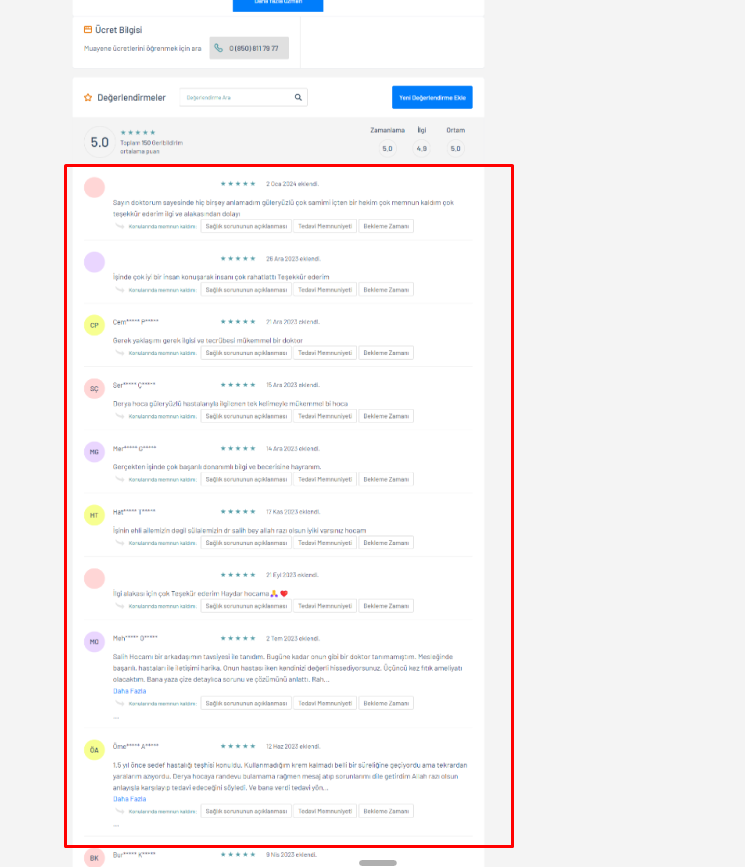 Daha Fazla Uzman
Ücret Bilgisi
Muayene ücretlerini öğrenmek için ara
0 (850) 811 79 77
Değerlendirmeler
Değerlendirme Ara
Yeni Değerlendirme Ekle
5.0
Toplam 150 Geribildirim
ortalama puan
Zamanlama İlgi Ortam
5,0 4,9 5,0
2 Oca 2024 eklendi.
Sayın doktorum sayesinde hiç birşey anlamadım güleryüzlü çok samimi içten bir hekim çok memnun kaldım çok
teşekkür ederim ilgi ve alakasından dolayı
Konularında memnun kaldım: Sağlık sorununun açıklanması Tedavi Memnuniyeti Bekleme Zamanı
26 Ara 2023 eklendi.
İşinde çok iyi bir insan konuşarak insanı çok rahatlattı Teşekkür ederim
Konularında memnun kaldım: Sağlık sorununun açıklanması Tedavi Memnuniyeti Bekleme Zamanı
CP
Cem***** P*****
21 Ara 2023 eklendi.
Gerek yaklaşımı gerek ilgisi ve tecrübesi mükemmel bir doktor
Konularında memnun kaldım: Sağlık sorununun açıklanması Tedavi Memnuniyeti Bekleme Zamanı
SÇ
Ser***** Ç*****
15 Ara 2023 eklendi.
Derya hoca güleryüzlü hastalarıyla ilgilenen tek kelimeyle mükemmel bi hoca
Konularında memnun kaldım: Sağlık sorununun açıklanması Tedavi Memnuniyeti Bekleme Zamanı
MG
Mer***** G*****
14 Ara 2023 eklendi.
Gerçekten işinde çok başarılı donanımlı bilgi ve becerisine hayranım.
Konularında memnun kaldım: Sağlık sorununun açıklanması Tedavi Memnuniyeti Bekleme Zamanı
MT
Hat***** T*****
17 Kas 2023 eklendi.
İşinin ehli ailemizin değil sülalemizin dr salih bey allah razı olsun iyiki varsınız hocam
Konularında memnun kaldım: Sağlık sorununun açıklanması Tedavi Memnuniyeti Bekleme Zamanı
21 Eyl 2023 eklendi.
İlgi alakası için çok Teşekür ederim Haydar hocama🙏❤️
Konularında memnun kaldım: Sağlık sorununun açıklanması Tedavi Memnuniyeti Bekleme Zamanı
MO
Meh***** O*****
2 Tem 2023 eklendi.
Salih Hocamı bir arkadaşımın tavsiyesi ile tanıdım. Bugüne kadar onun gibi bir doktor tanımamıştım. Mesleğinde
başarılı, hastaları ile iletişimi harika. Onun hastası iken kendinizi değerli hissediyorsunuz. Üçüncü kez fıtık ameliyatı
olacaktım. Bana yaza çize detaylıca sorunu ve çözümünü anlattı. Rah...
Daha Fazla
Konularında memnun kaldım: Sağlık sorununun açıklanması Tedavi Memnuniyeti Bekleme Zamanı
...
ÖA
Öme***** A*****
12 Haz 2023 eklendi.
1,5 yıl önce sedef hastalığı teşhisi konuldu. Kullanmadığım krem kalmadı belli bir süreliğine geçiyordu ama tekrardan
yaralarım azıyordu. Derya hocaya randevu bulamama rağmen mesaj atıp sorunlarımı dile getirdim Allah razı olsun
anlayışla karşılayıp tedavi edeceğini söyledi. Ve bana verdi tedavi yön...
Daha Fazla
Konularında memnun kaldım: Sağlık sorununun açıklanması Tedavi Memnuniyeti Bekleme Zamanı
...
BK
Bur***** K*****
9 Nis 2023 eklendi.